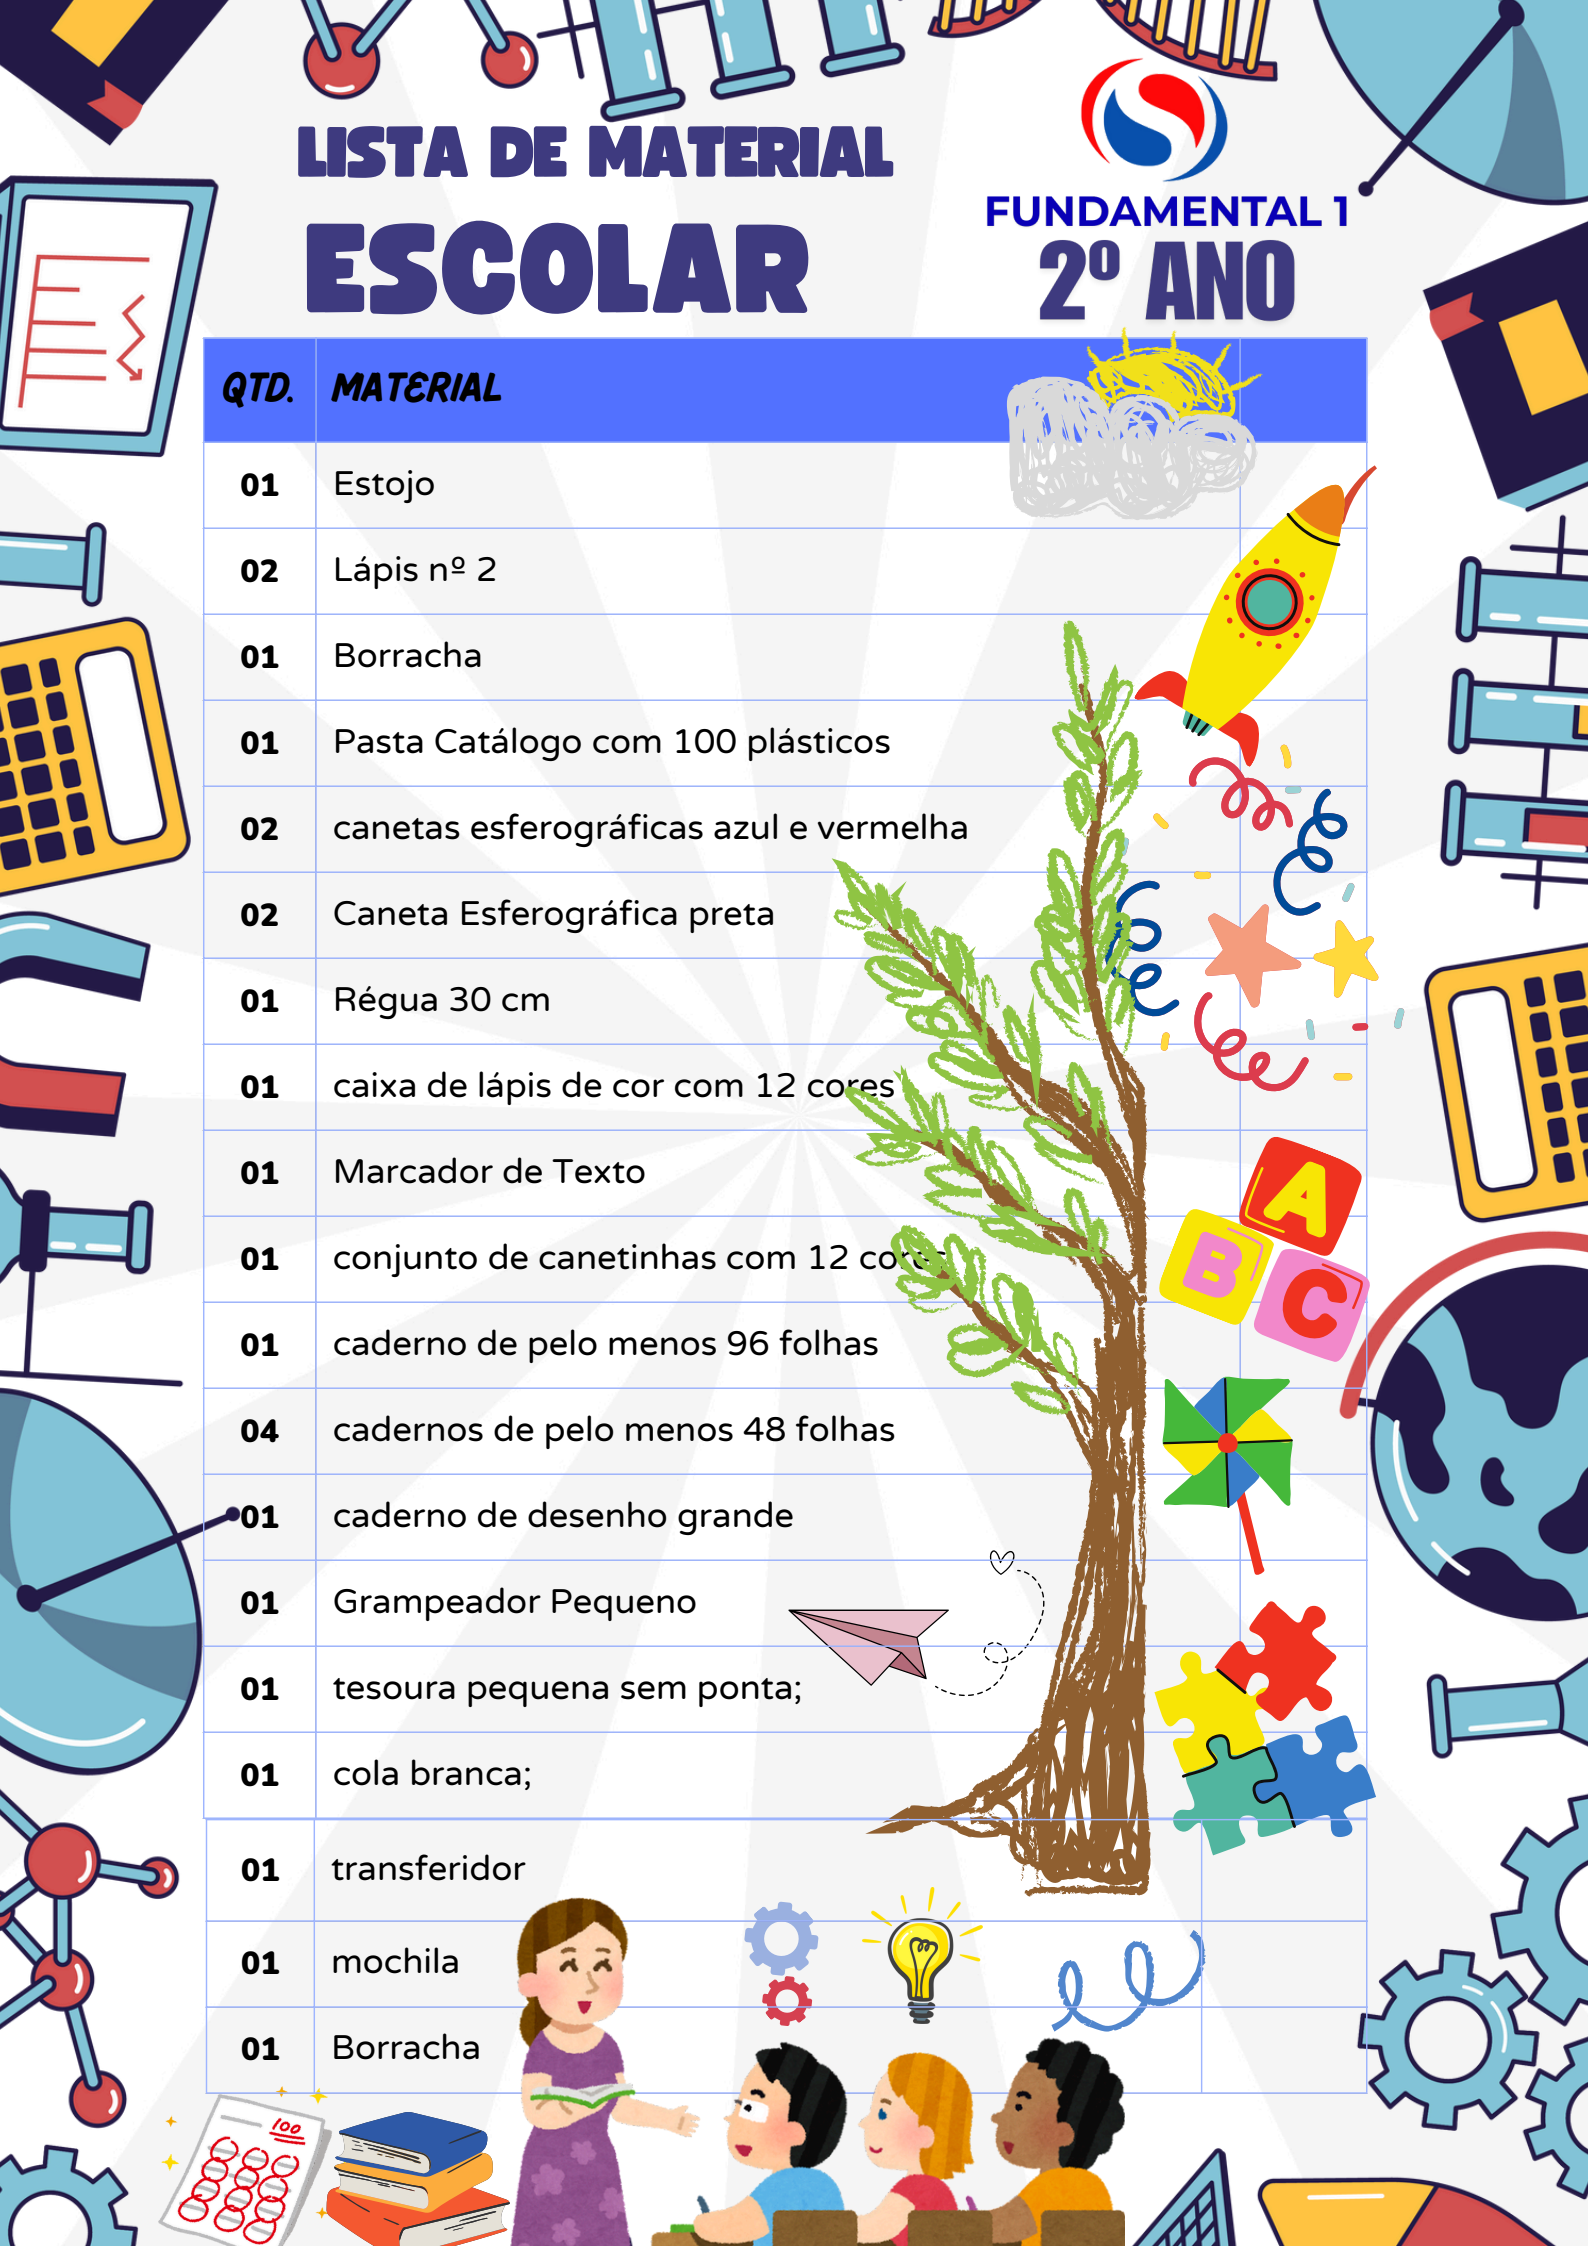 LISTA DE MATERIAL
ESCOLAR
FUNDAMENTAL 1
2º ANO
QTD. MATERIAL
01 Estojo
02 Lápis nº 2
01 Borracha
01 Pasta Catálogo com 100 plásticos
02 canetas esferográficas azul e vermelha
02 Caneta Esferográfica preta
01 Régua 30 cm
01 caixa de lápis de cor com 12 cores
01 Marcador de Texto
01 conjunto de canetinhas com 12 cores
01 caderno de pelo menos 96 folhas
04 cadernos de pelo menos 48 folhas
01 caderno de desenho grande
01 Grampeador Pequeno
01 tesoura pequena sem ponta;
01 cola branca;
01 transferidor
01 mochila
01 Borracha
A
B
C
100